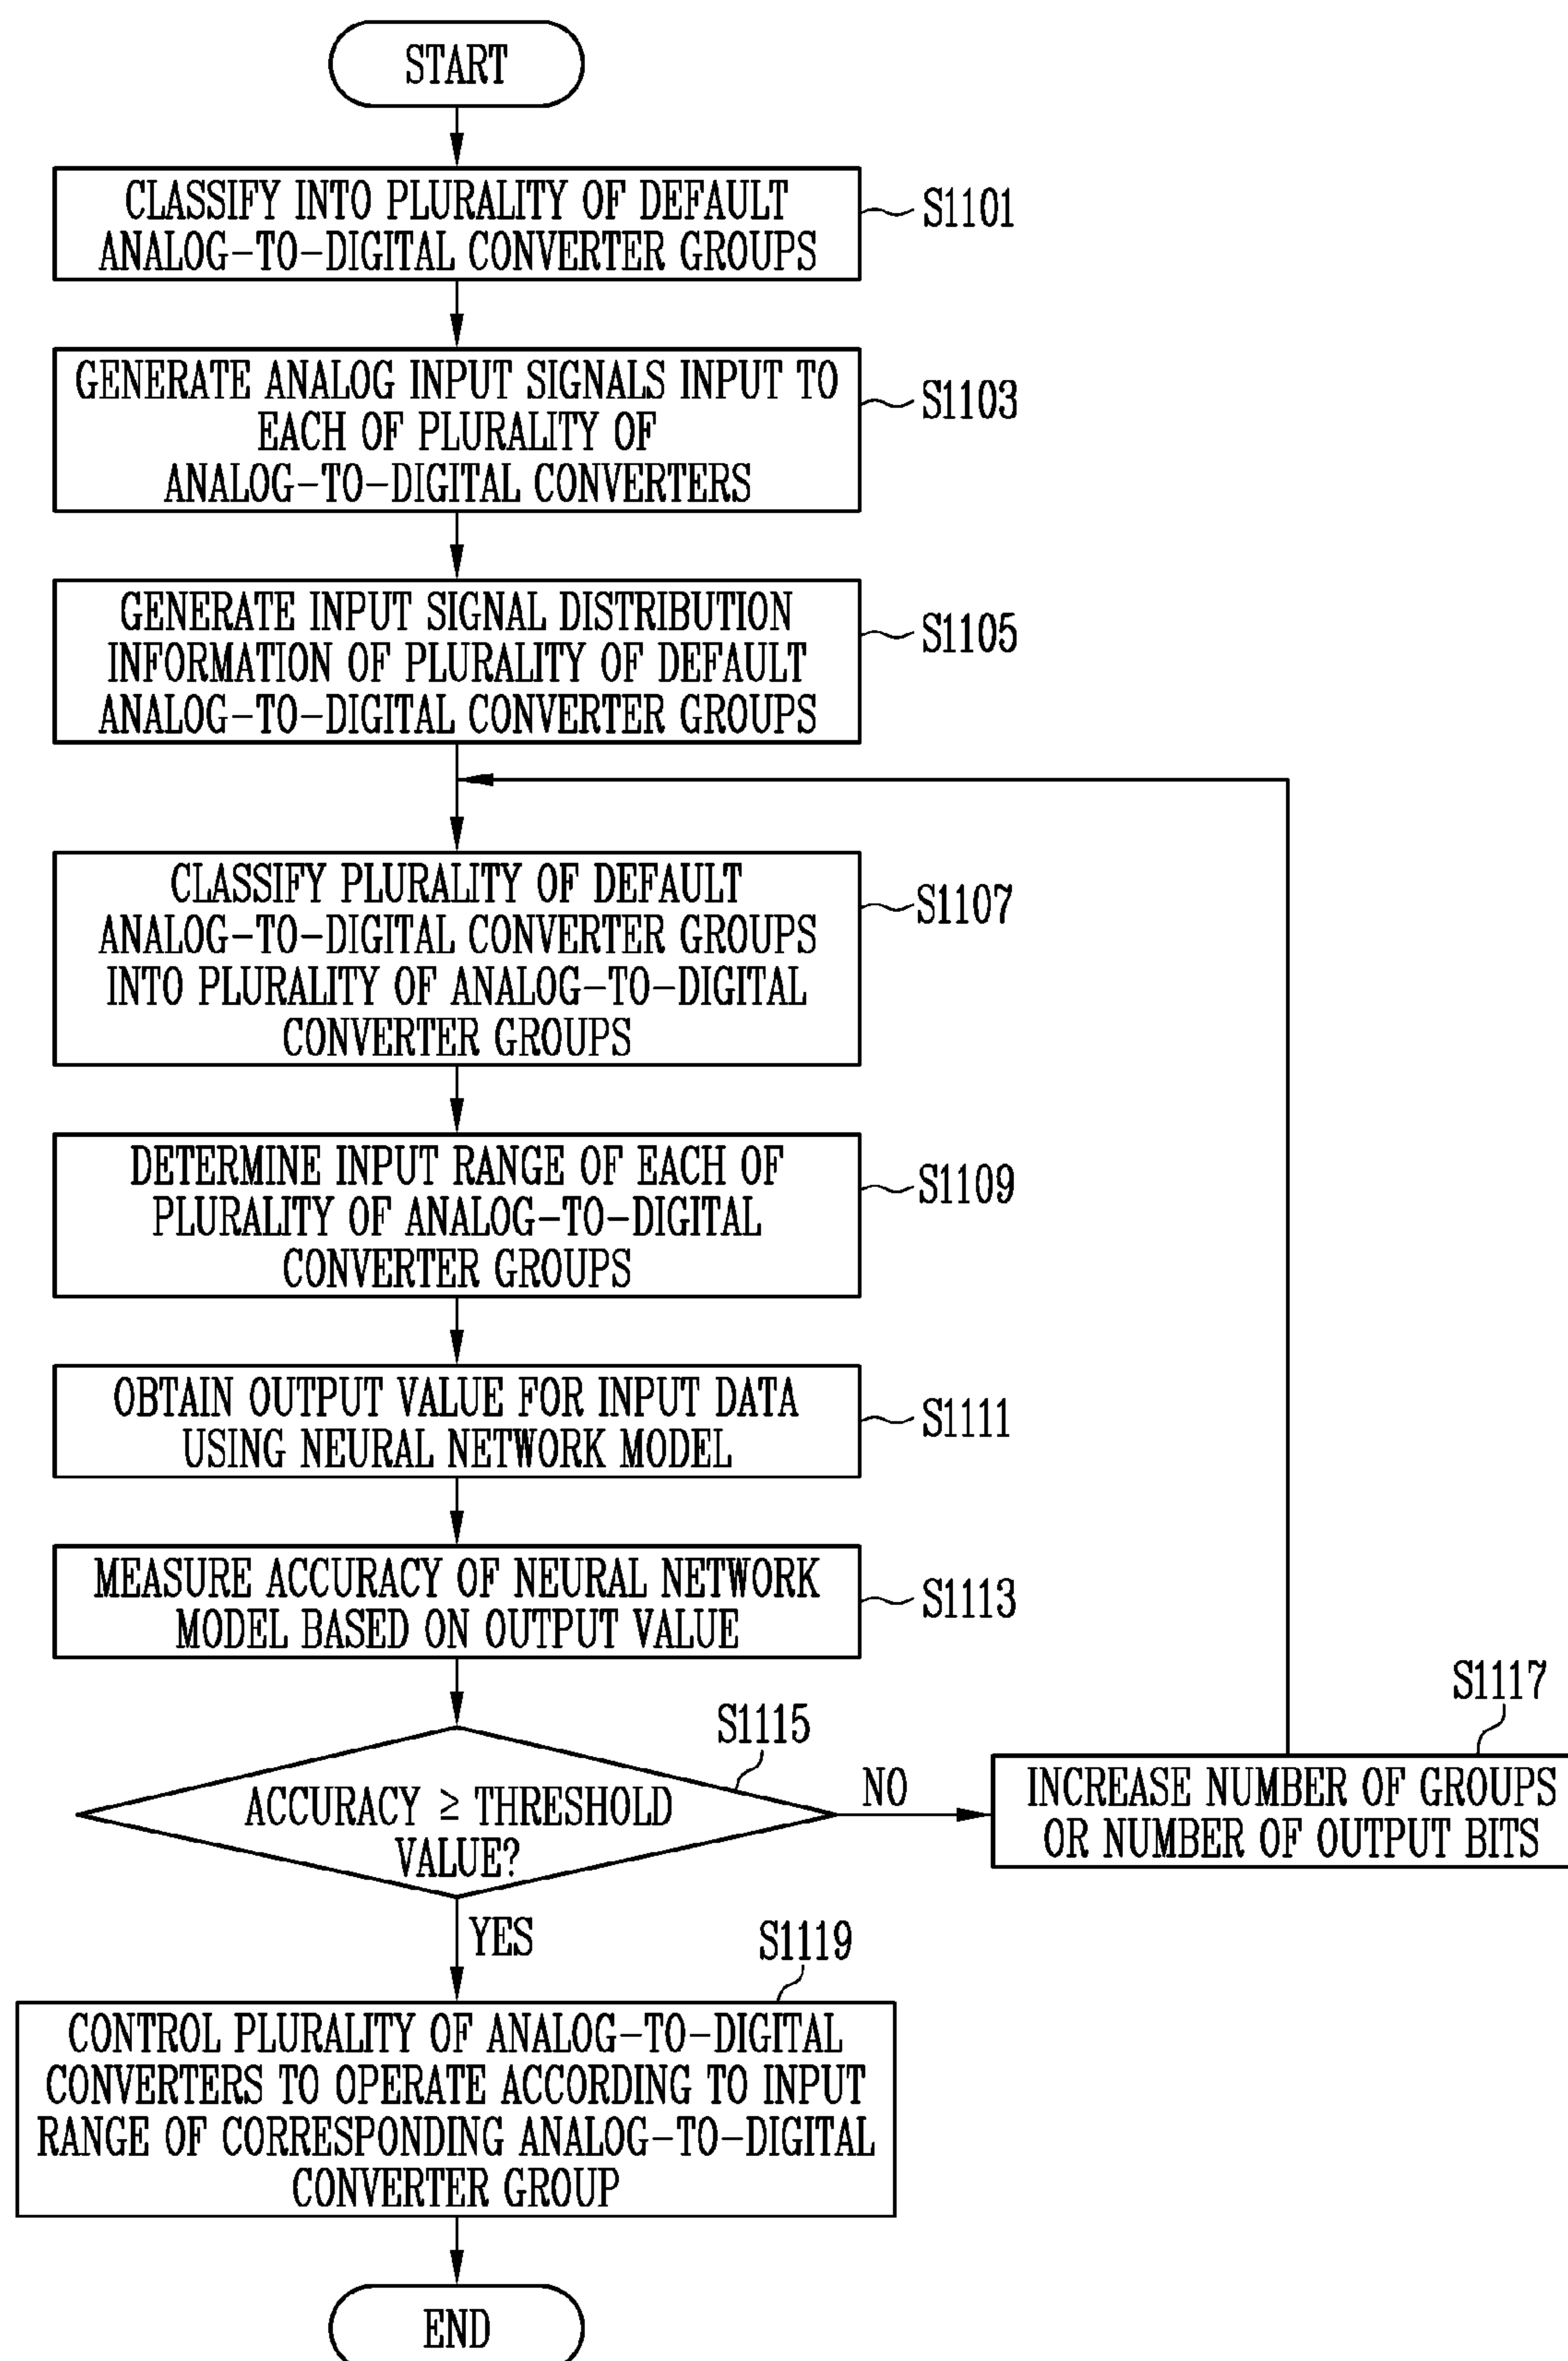 START
CLASSIFY INTO PLURALITY OF DEFAULT
ANALOG-TO-DIGITAL CONVERTER GROUPS
S1101
GENERATE ANALOG INPUT SIGNALS INPUT TO
EACH OF PLURALITY OF
ANALOG-TO-DIGITAL CONVERTERS
S1103
GENERATE INPUT SIGNAL DISTRIBUTION
INFORMATION OF PLURALITY OF DEFAULT
ANALOG-TO-DIGITAL CONVERTER GROUPS
S1105
CLASSIFY PLURALITY OF DEFAULT
ANALOG-TO-DIGITAL CONVERTER GROUPS
INTO PLURALITY OF ANALOG-TO-DIGITAL
CONVERTER GROUPS
S1107
DETERMINE INPUT RANGE OF EACH OF
PLURALITY OF ANALOG-TO-DIGITAL
CONVERTER GROUPS
S1109
OBTAIN OUTPUT VALUE FOR INPUT DATA
USING NEURAL NETWORK MODEL
S1111
MEASURE ACCURACY OF NEURAL NETWORK
MODEL BASED ON OUTPUT VALUE
S1113
ACCURACY ≥ THRESHOLD
VALUE?
S1115
NO
INCREASE NUMBER OF GROUPS
OR NUMBER OF OUTPUT BITS
S1117
YES
CONTROL PLURALITY OF ANALOG-TO-DIGITAL
CONVERTERS TO OPERATE ACCORDING TO INPUT
RANGE OF CORRESPONDING ANALOG-TO-DIGITAL
CONVERTER GROUP
S1119
END